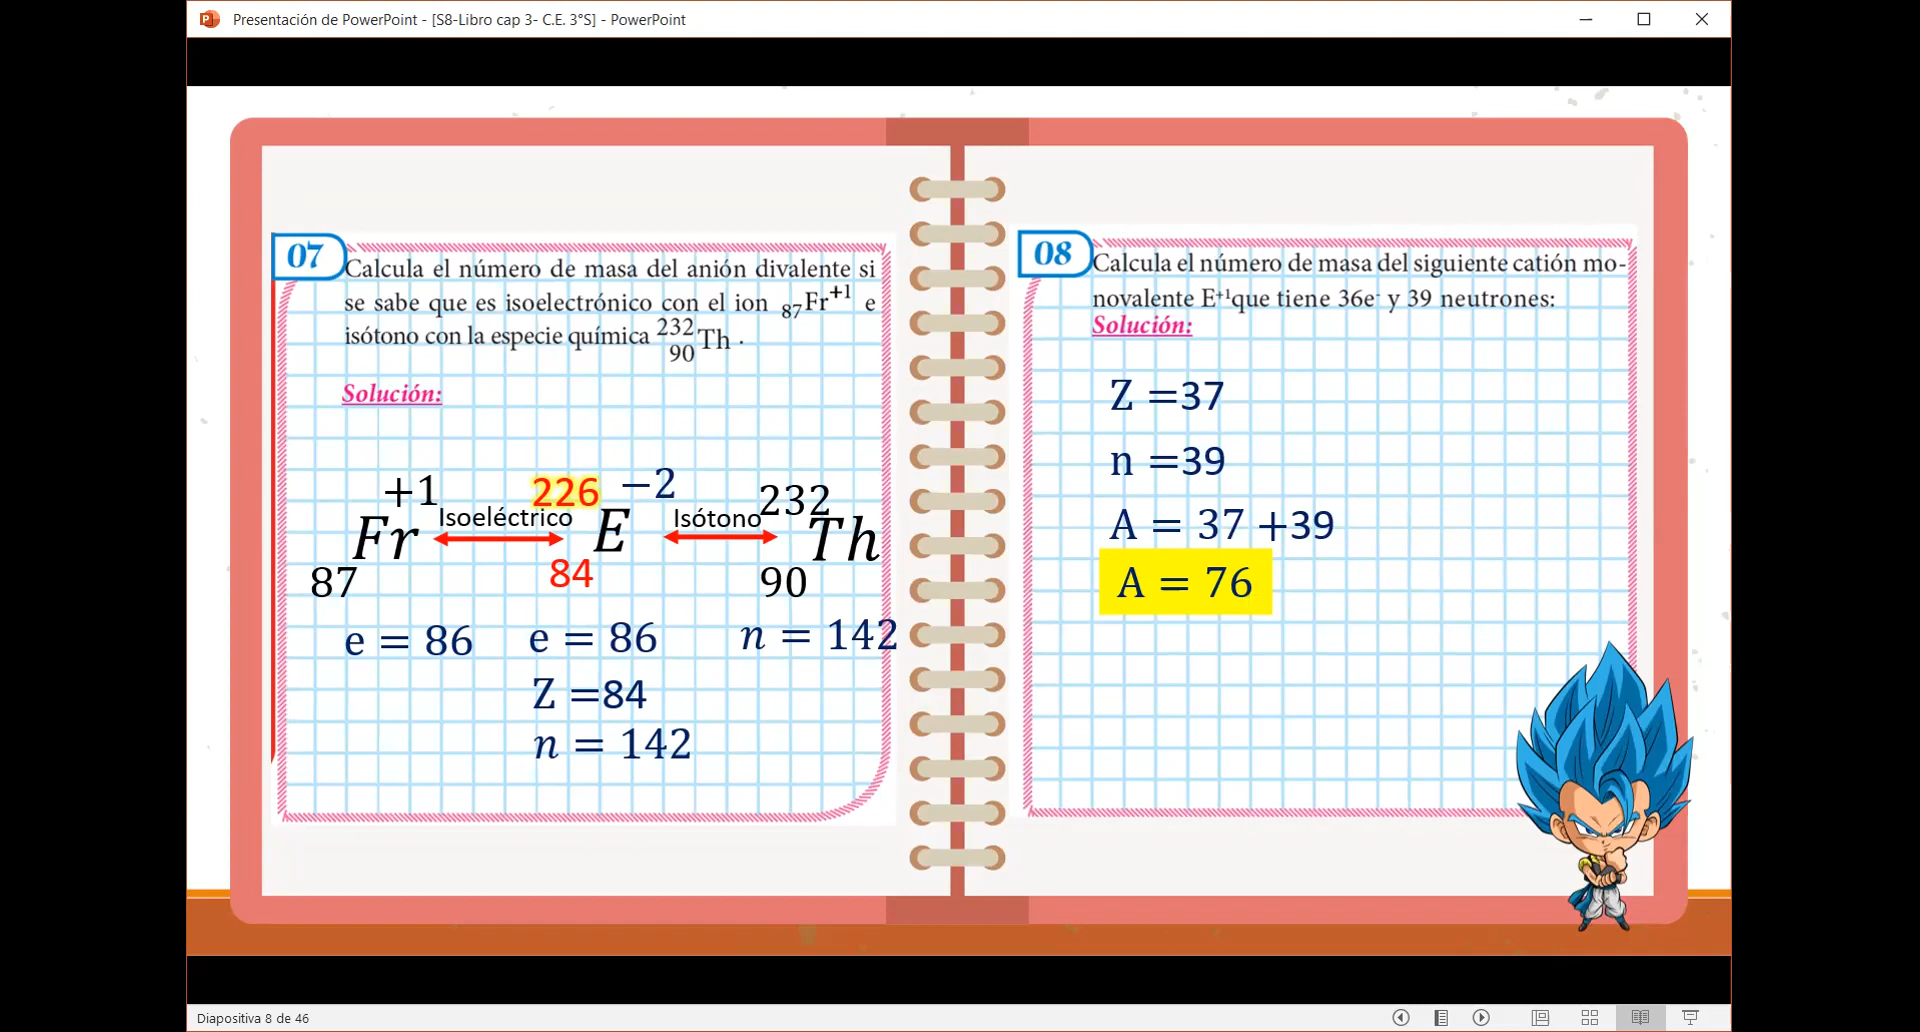 Presentación de PowerPoint - [S8-Libro cap 3- C.E. 3°S] - PowerPoint
07
Calcula el número de masa del anión divalente si
se sabe que es isoelectrónico con el ion ₈₇Fr⁺¹ e
isótono con la especie química ²³²₉₀Th .
Solución:
+1
226
−2
232
Fr
Isoeléctrico
E
Isótono
Th
87
84
90
e = 86
e = 86
n = 142
Z =84
n = 142
08
Calcula el número de masa del siguiente catión mo-
novalente E⁺¹que tiene 36e⁻ y 39 neutrones:
Solución:
Z =37
n =39
A = 37 +39
A = 76
Diapositiva 8 de 46